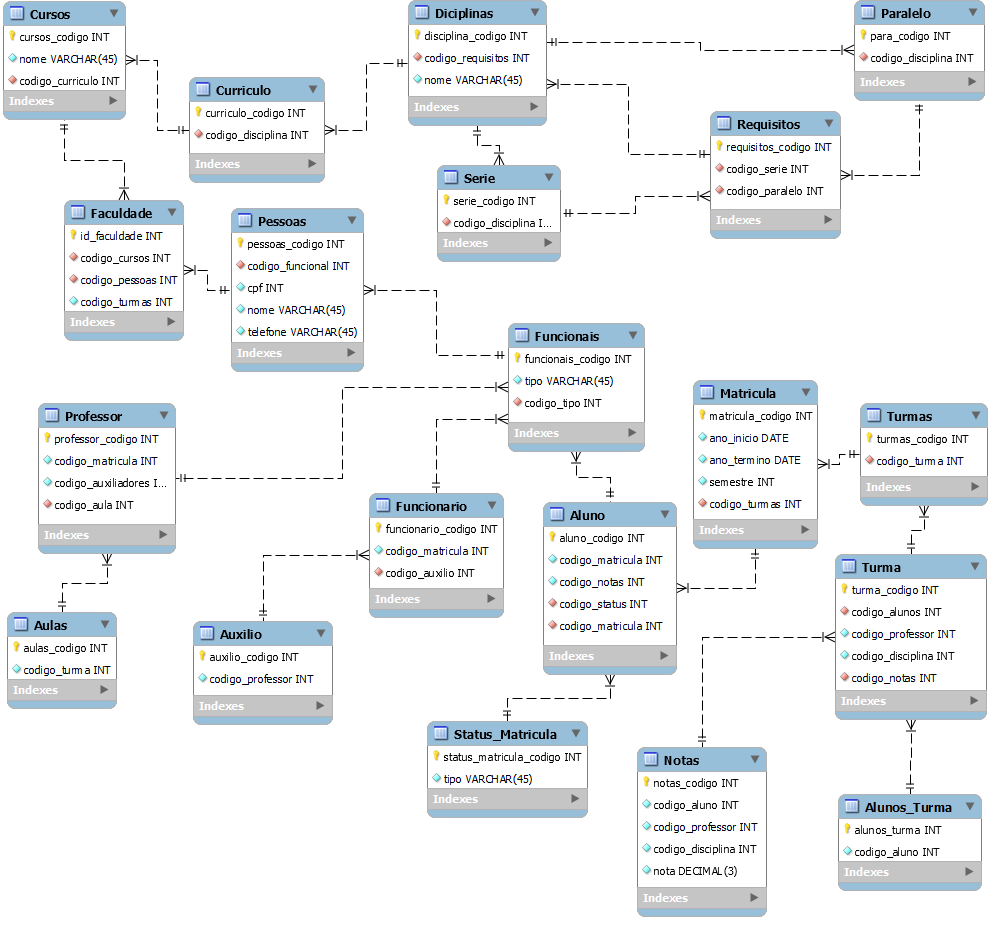 Cursos
cursos_codigo INT
nome VARCHAR(45)
codigo_curriculo INT
Indexes
Curriculo
curriculo_codigo INT
codigo_disciplina INT
Indexes
Diciplinas
disciplina_codigo INT
codigo_requisitos INT
nome VARCHAR(45)
Indexes
Paralelo
para_codigo INT
codigo_disciplina INT
Indexes
Requisitos
requisitos_codigo INT
codigo_serie INT
codigo_paralelo INT
Indexes
Serie
serie_codigo INT
codigo_disciplina I...
Indexes
Faculdade
id_faculdade INT
codigo_cursos INT
codigo_pessoas INT
codigo_turmas INT
Indexes
Pessoas
pessoas_codigo INT
codigo_funcional INT
cpf INT
nome VARCHAR(45)
telefone VARCHAR(45)
Indexes
Funcionais
funcionais_codigo INT
tipo VARCHAR(45)
codigo_tipo INT
Indexes
Matricula
matricula_codigo INT
ano_inicio DATE
ano_termino DATE
semestre INT
codigo_turmas INT
Indexes
Turmas
turmas_codigo INT
codigo_turma INT
Indexes
Professor
professor_codigo INT
codigo_matricula INT
codigo_auxiliadores I...
codigo_aula INT
Indexes
Funcionario
funcionario_codigo INT
codigo_matricula INT
codigo_auxilio INT
Indexes
Aluno
aluno_codigo INT
codigo_matricula INT
codigo_notas INT
codigo_status INT
codigo_matricula INT
Indexes
Turma
turma_codigo INT
codigo_alunos INT
codigo_professor INT
codigo_disciplina INT
codigo_notas INT
Indexes
Aulas
aulas_codigo INT
codigo_turma INT
Indexes
Auxilio
auxilio_codigo INT
codigo_professor INT
Indexes
Status_Matricula
status_matricula_codigo INT
tipo VARCHAR(45)
Indexes
Notas
notas_codigo INT
codigo_aluno INT
codigo_professor INT
codigo_disciplina INT
nota DECIMAL(3)
Indexes
Alunos_Turma
alunos_turma INT
codigo_aluno INT
Indexes